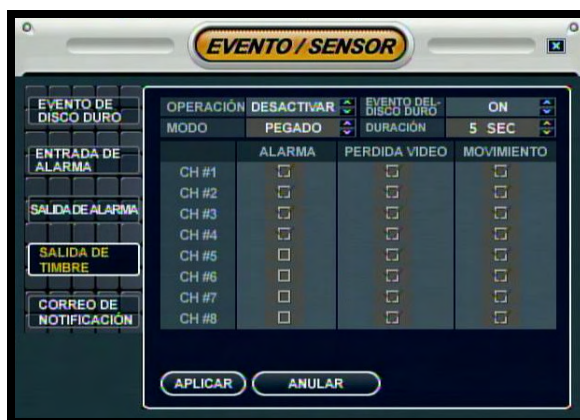 EVENTO / SENSOR
EVENTO DE
DISCO DURO
ENTRADA DE
ALARMA
SALIDA DE ALARMA
SALIDA DE
TIMBRE
CORREO DE
NOTIFICACIÓN
OPERACIÓN DESACTIVAR EVENTO DEL-
DISCO DURO ON
MODO PEGADO DURACIÓN 5 SEC
ALARMA PERDIDA VIDEO MOVIMIENTO
CH #1
CH #2
CH #3
CH #4
CH #5
CH #6
CH #7
CH #8
APLICAR ANULAR